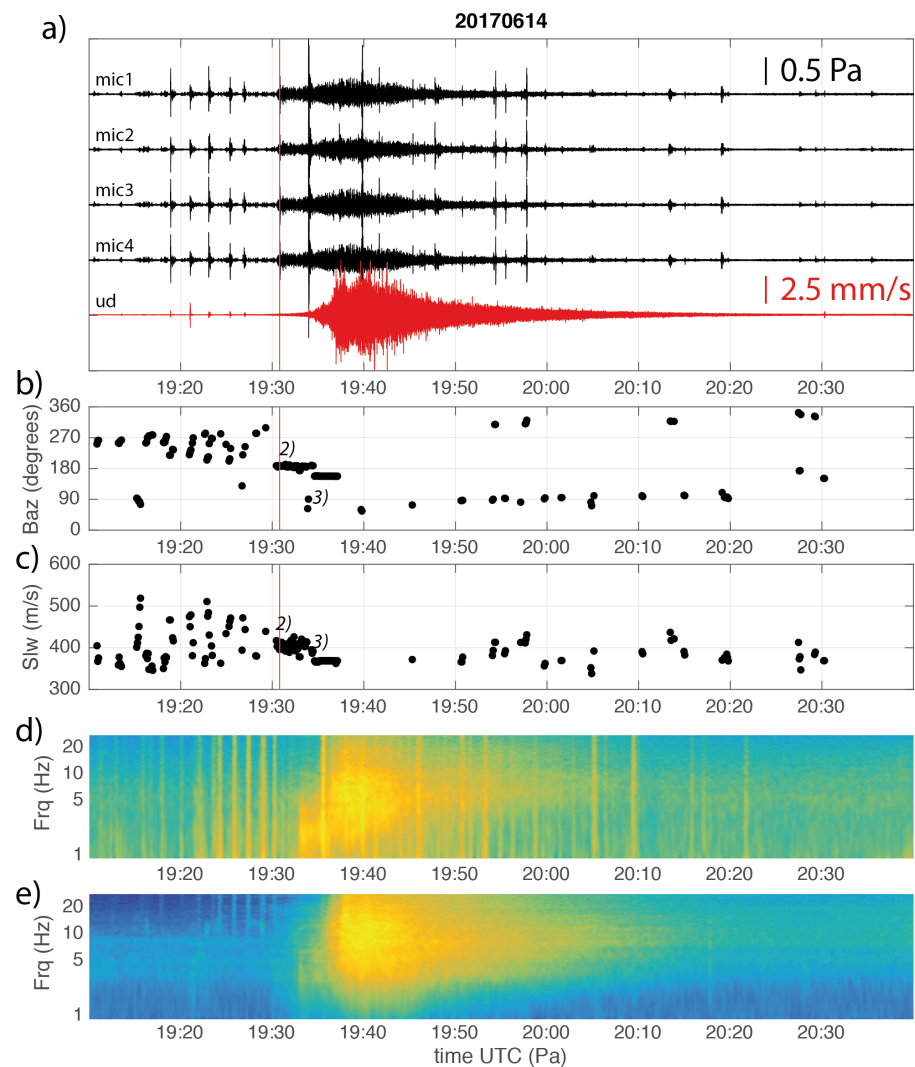 20170614
a)
mic1
0.5 Pa
mic2
mic3
mic4
2.5 mm/s
ud
19:20 19:30 19:40 19:50 20:00 20:10 20:20 20:30
b)
360
270
180
90
0
Baz (degrees)
2)
3)
19:20 19:30 19:40 19:50 20:00 20:10 20:20 20:30
c)
600
500
400
300
Slw (m/s)
2)
3)
19:20 19:30 19:40 19:50 20:00 20:10 20:20 20:30
d)
20
10
5
1
Frq (Hz)
19:20 19:30 19:40 19:50 20:00 20:10 20:20 20:30
e)
20
10
5
1
Frq (Hz)
19:20 19:30 19:40 19:50 20:00 20:10 20:20 20:30
time UTC (Pa)